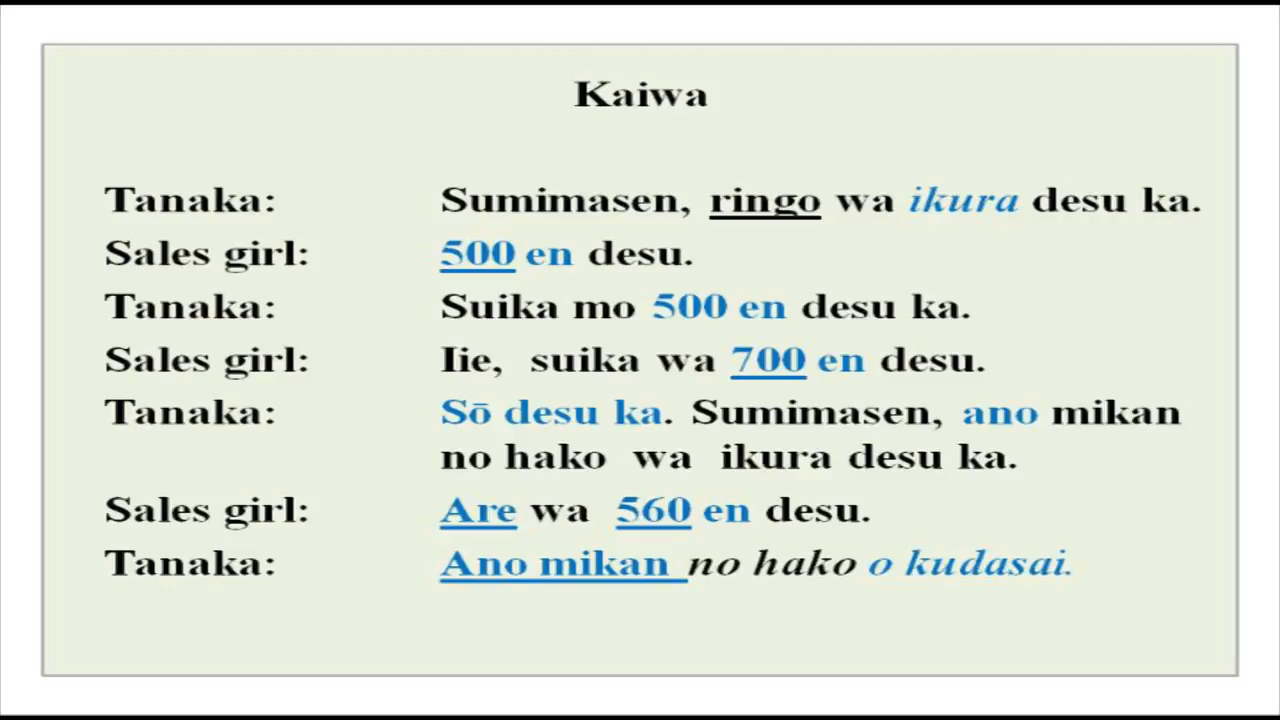 Kaiwa
Tanaka: Sumimasen, ringo wa ikura desu ka.
Sales girl: 500 en desu.
Tanaka: Suika mo 500 en desu ka.
Sales girl: Iie, suika wa 700 en desu.
Tanaka: Sō desu ka. Sumimasen, ano mikan
no hako wa ikura desu ka.
Sales girl: Are wa 560 en desu.
Tanaka: Ano mikan no hako o kudasai.